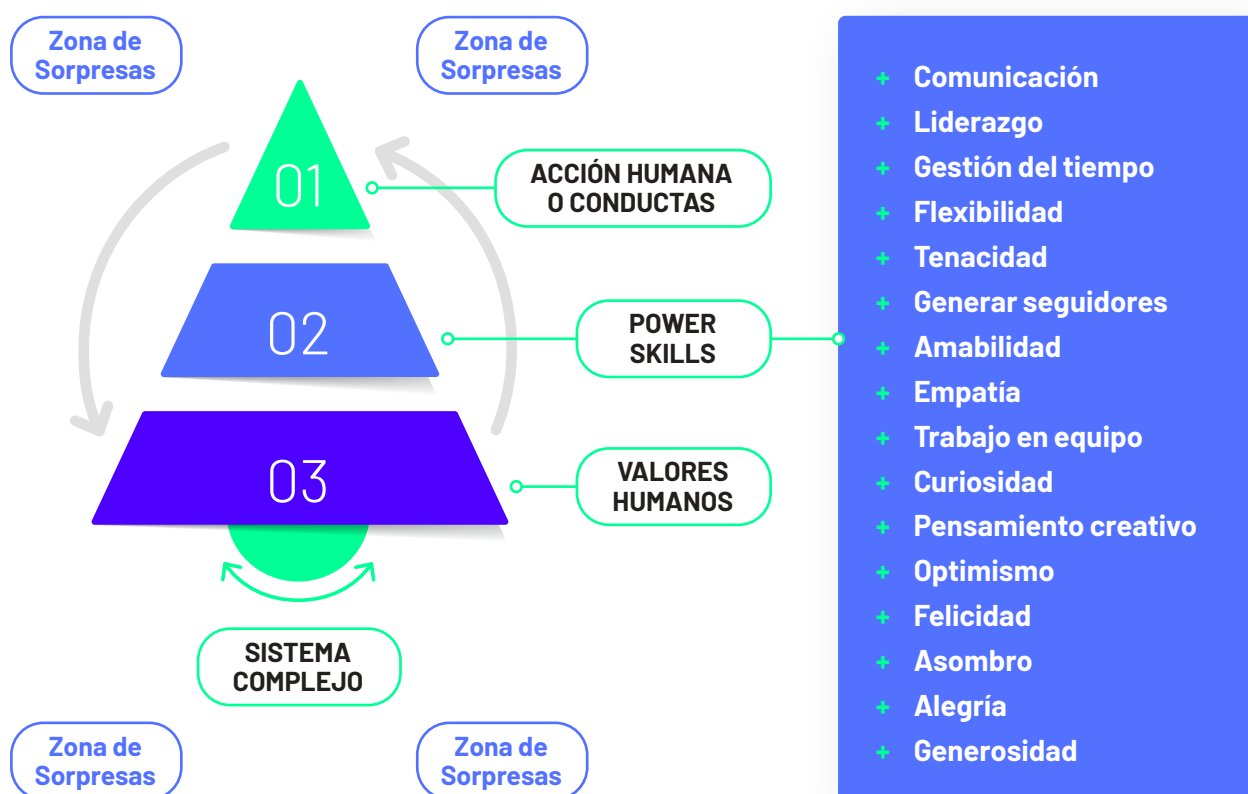 Zona de
Sorpresas
Zona de
Sorpresas
01
ACCIÓN HUMANA
O CONDUCTAS
02
POWER
SKILLS
03
VALORES
HUMANOS
SISTEMA
COMPLEJO
Zona de
Sorpresas
Zona de
Sorpresas
+ Comunicación
+ Liderazgo
+ Gestión del tiempo
+ Flexibilidad
+ Tenacidad
+ Generar seguidores
+ Amabilidad
+ Empatía
+ Trabajo en equipo
+ Curiosidad
+ Pensamiento creativo
+ Optimismo
+ Felicidad
+ Asombro
+ Alegría
+ Generosidad